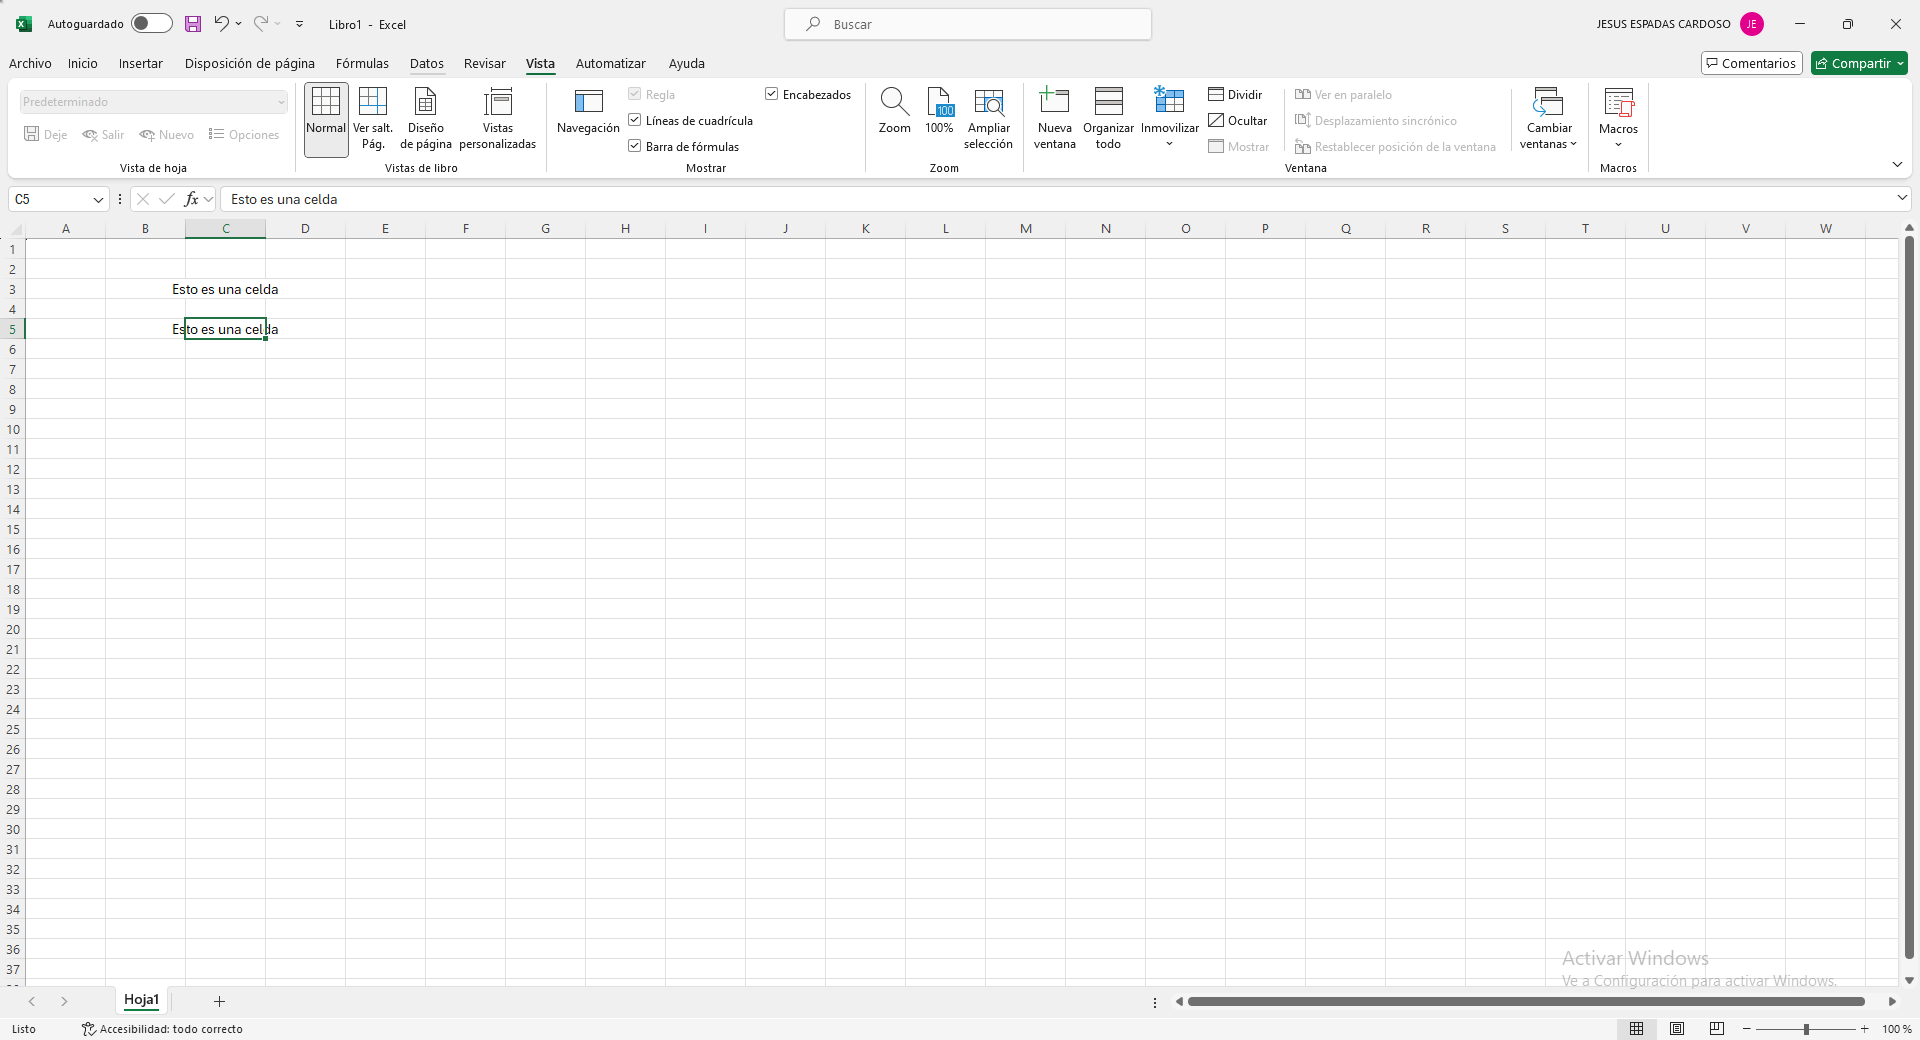 Autoguardado
Libro1 - Excel
Buscar
JESUS ESPADAS CARDOSO
JE
Archivo Inicio Insertar Disposición de página Fórmulas Datos Revisar Vista Automatizar Ayuda
Comentarios
Compartir
Predeterminado
Deje Salir Nuevo Opciones
Vista de hoja
Normal
Ver salt.
Pág.
Diseño
de página
Vistas
personalizadas
Vistas de libro
Navegación
Regla
Encabezados
Líneas de cuadrícula
Barra de fórmulas
Mostrar
Zoom
100
100%
Ampliar
selección
Zoom
Nueva
ventana
Organizar
todo
Inmovilizar
Dividir
Ocultar
Mostrar
Ver en paralelo
Desplazamiento sincrónico
Restablecer posición de la ventana
Cambiar
ventanas
Ventana
Macros
Macros
C5
fx
Esto es una celda
A B C D E F G H I J K L M N O P Q R S T U V W
1
2
3 Esto es una celda
4
5 Esto es una celda
6
7
8
9
10
11
12
13
14
15
16
17
18
19
20
21
22
23
24
25
26
27
28
29
30
31
32
33
34
35
36
37
Activar Windows
Ve a Configuración para activar Windows.
Hoja1
Listo
Accesibilidad: todo correcto
100 %